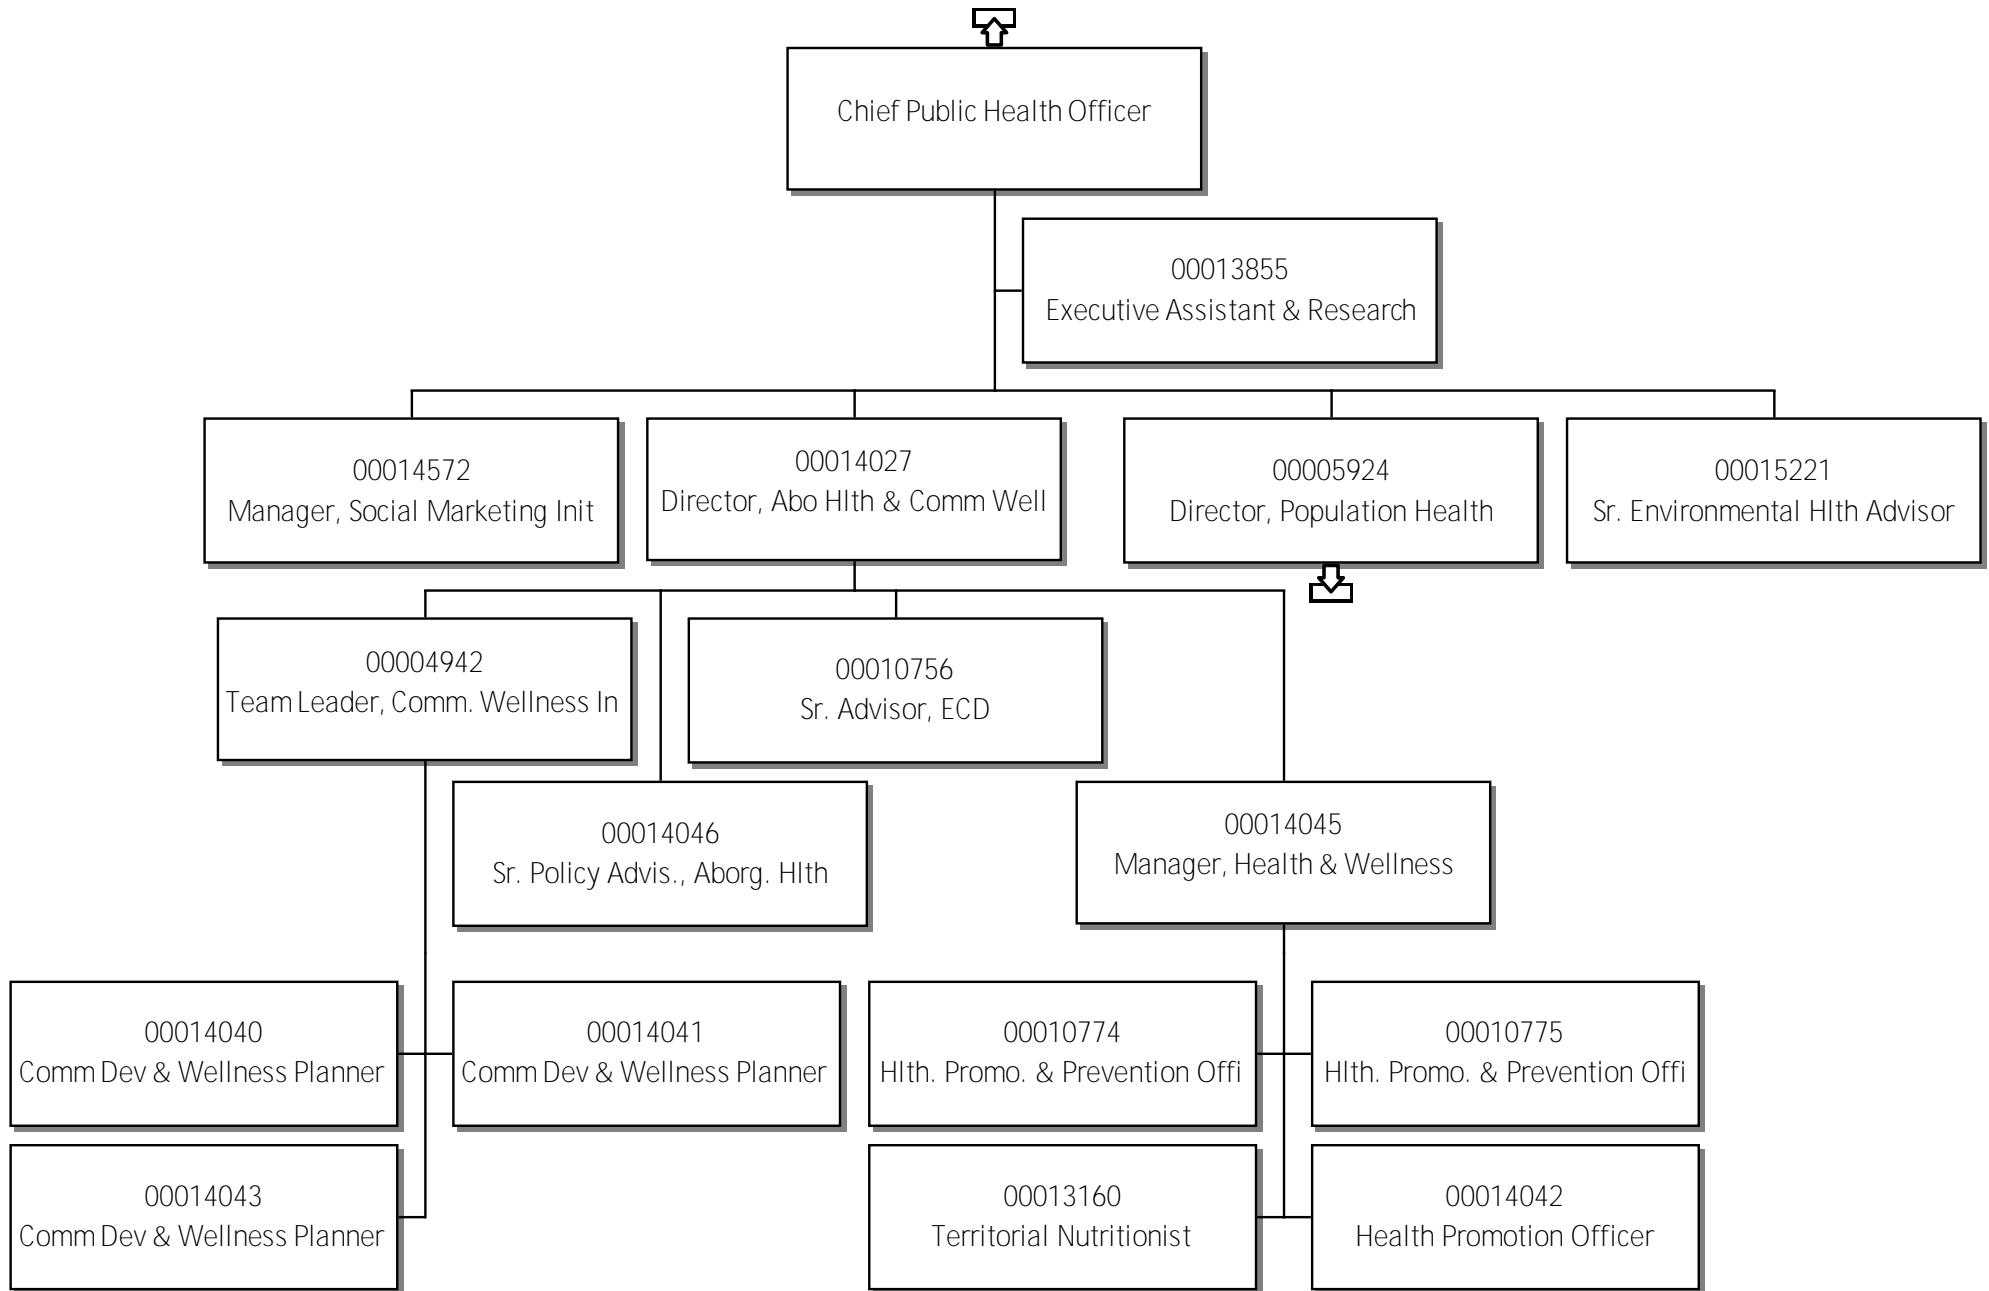 Chief Public Health Officer
00013855
Executive Assistant & Research
00014572
Manager, Social Marketing Init
00014027
Director, Abo Hlth & Comm Well
00005924
Director, Population Health
00015221
Sr. Environmental Hlth Advisor
00004942
Team Leader, Comm. Wellness In
00010756
Sr. Advisor, ECD
00014046
Sr. Policy Advis., Aborg. Hlth
00014045
Manager, Health & Wellness
00014040
Comm Dev & Wellness Planner
00014041
Comm Dev & Wellness Planner
00010774
Hlth. Promo. & Prevention Offi
00010775
Hlth. Promo. & Prevention Offi
00014043
Comm Dev & Wellness Planner
00013160
Territorial Nutritionist
00014042
Health Promotion Officer